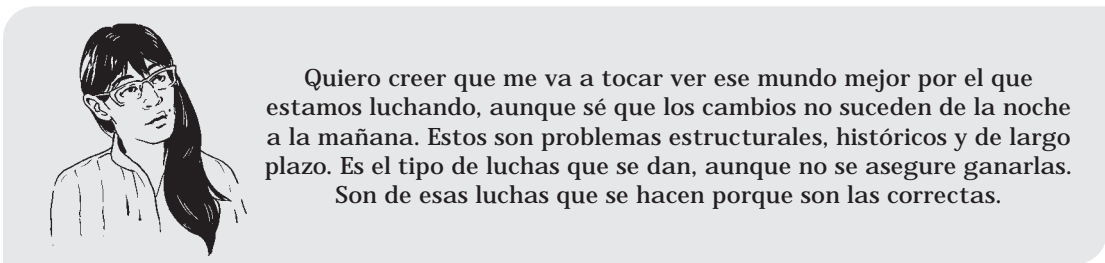 Quiero creer que me va a tocar ver ese mundo mejor por el que
estamos luchando, aunque sé que los cambios no suceden de la noche
a la mañana. Estos son problemas estructurales, históricos y de largo
plazo. Es el tipo de luchas que se dan, aunque no se asegure ganarlas.
Son de esas luchas que se hacen porque son las correctas.